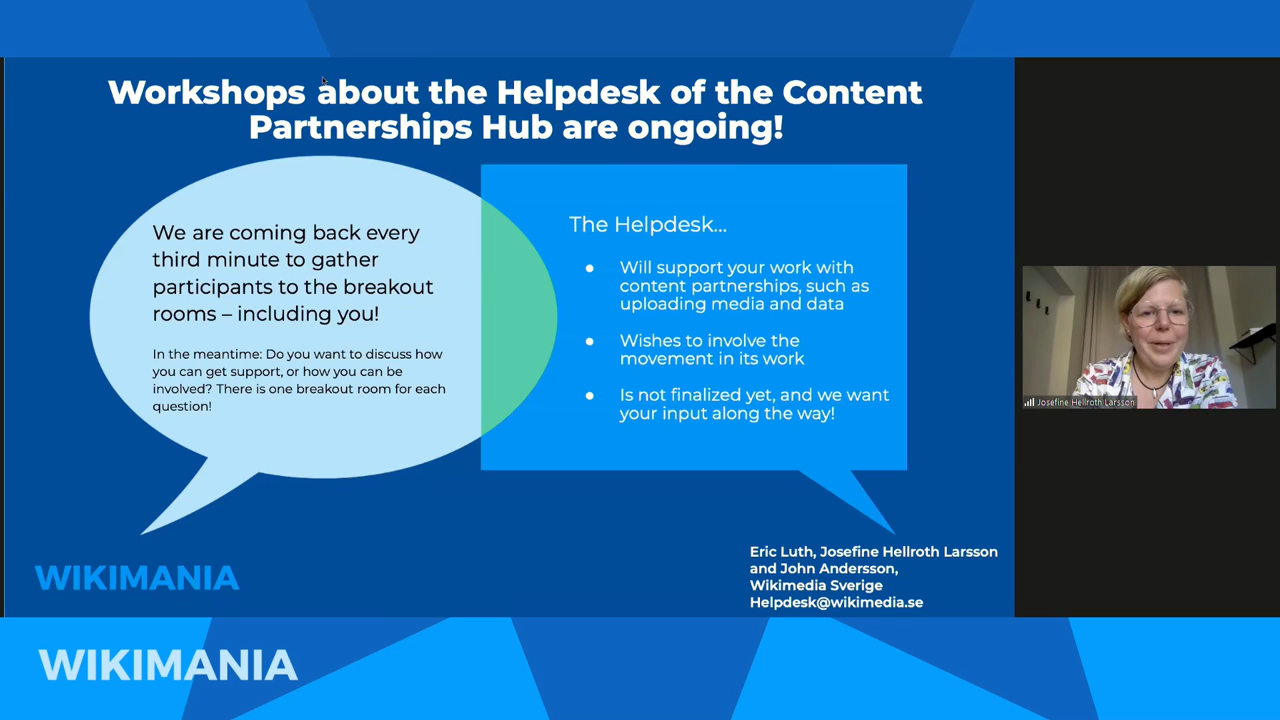 Workshops about the Helpdesk of the Content
Partnerships Hub are ongoing!
We are coming back every
third minute to gather
participants to the breakout
rooms – including you!
In the meantime: Do you want to discuss how
you can get support, or how you can be
involved? There is one breakout room for each
question!
The Helpdesk...
● Will support your work with
content partnerships, such as
uploading media and data
● Wishes to involve the
movement in its work
● Is not finalized yet, and we want
your input along the way!
Josefine Hellroth Larsson
Eric Luth, Josefine Hellroth Larsson
and John Andersson,
Wikimedia Sverige
Helpdesk@wikimedia.se
WIKIMANIA
WIKIMANIA